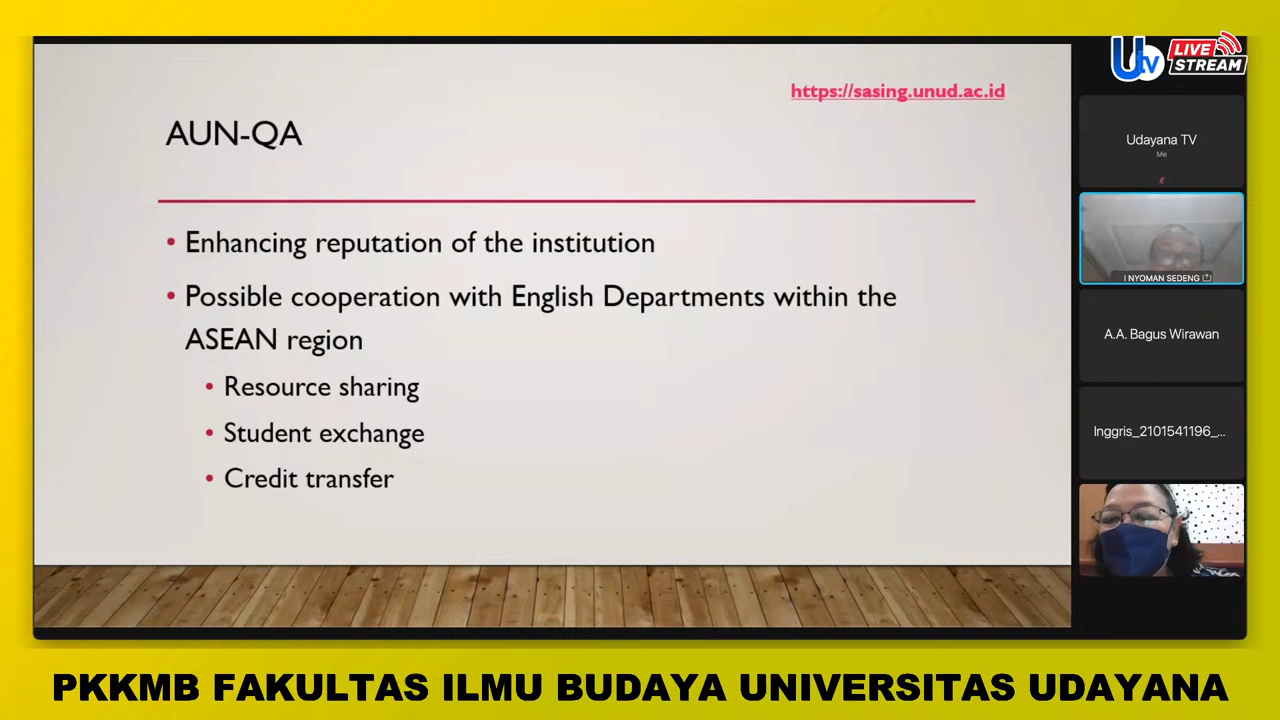 Utv
LIVE
STREAM
https://sasing.unud.ac.id
AUN-QA
• Enhancing reputation of the institution
• Possible cooperation with English Departments within the
ASEAN region
• Resource sharing
• Student exchange
• Credit transfer
Udayana TV
Me
I NYOMAN SEDENG
A.A. Bagus Wirawan
Inggris_2101541196_...
PKKMB FAKULTAS ILMU BUDAYA UNIVERSITAS UDAYANA